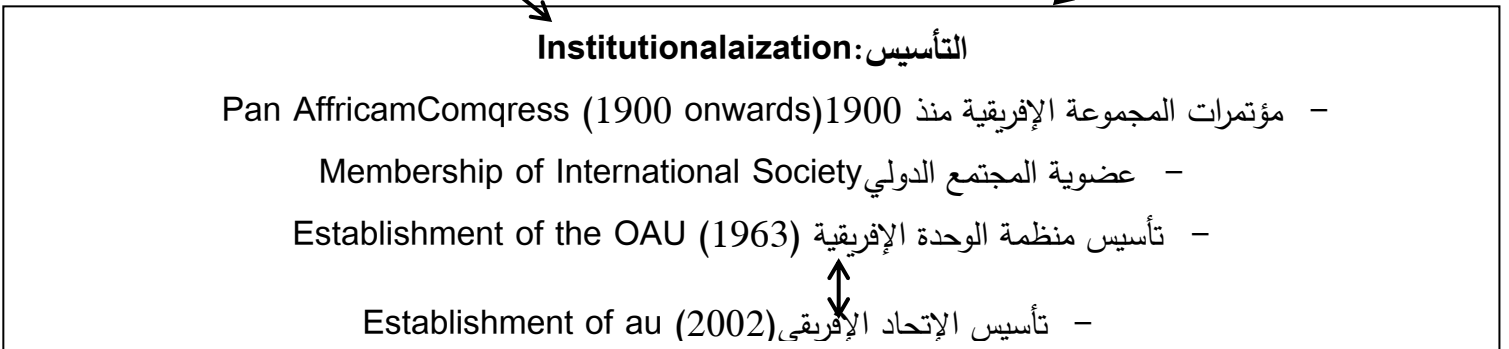 التأسيس:Institutionalaization
- مؤتمرات المجموعة الإفريقية منذ 1900(1900 onwards) Pan AffricamComqress
- عضوية المجتمع الدوليMembership of International Society
- تأسيس منظمة الوحدة الإفريقية (1963) Establishment of the OAU
- تأسيس الإتحاد الإفريقي(2002) Establishment of au